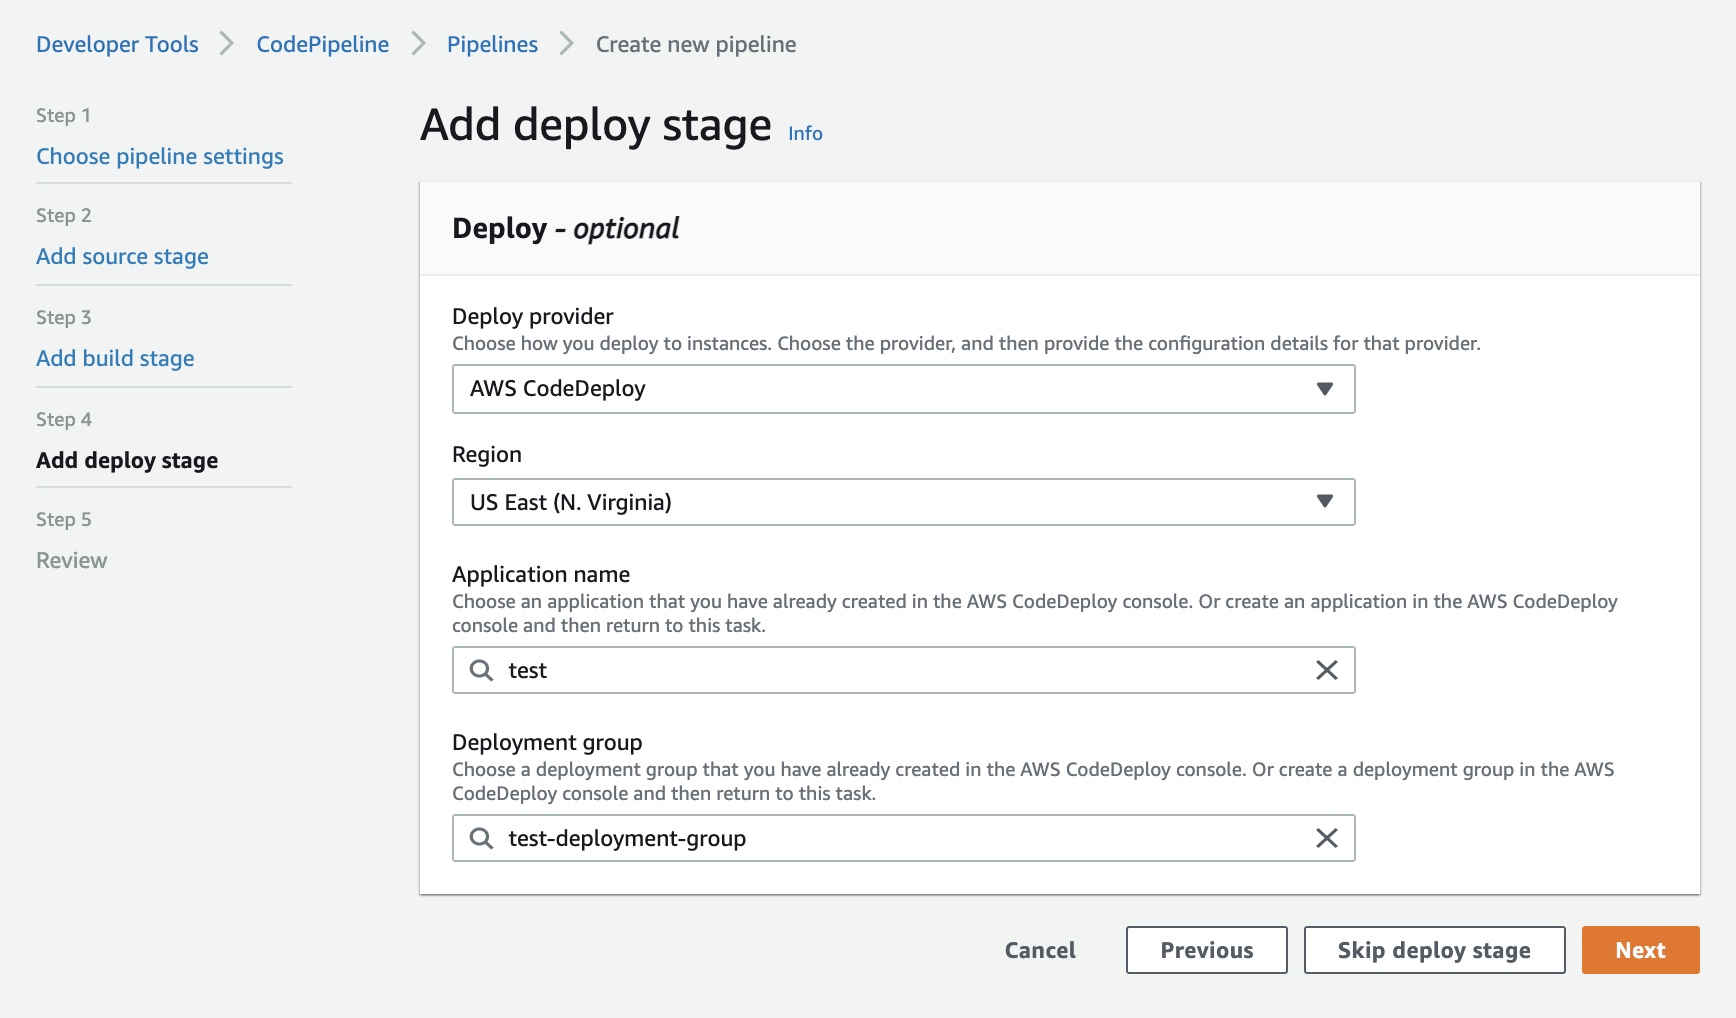 Developer Tools
CodePipeline
Pipelines
Create new pipeline
Step 1
Choose pipeline settings
Step 2
Add source stage
Step 3
Add build stage
Step 4
Add deploy stage
Step 5
Review
Add deploy stage Info
Deploy - optional
Deploy provider
Choose how you deploy to instances. Choose the provider, and then provide the configuration details for that provider.
AWS CodeDeploy
Region
US East (N. Virginia)
Application name
Choose an application that you have already created in the AWS CodeDeploy console. Or create an application in the AWS CodeDeploy
console and then return to this task.
test
Deployment group
Choose a deployment group that you have already created in the AWS CodeDeploy console. Or create a deployment group in the AWS
CodeDeploy console and then return to this task.
test-deployment-group
Cancel
Previous
Skip deploy stage
Next